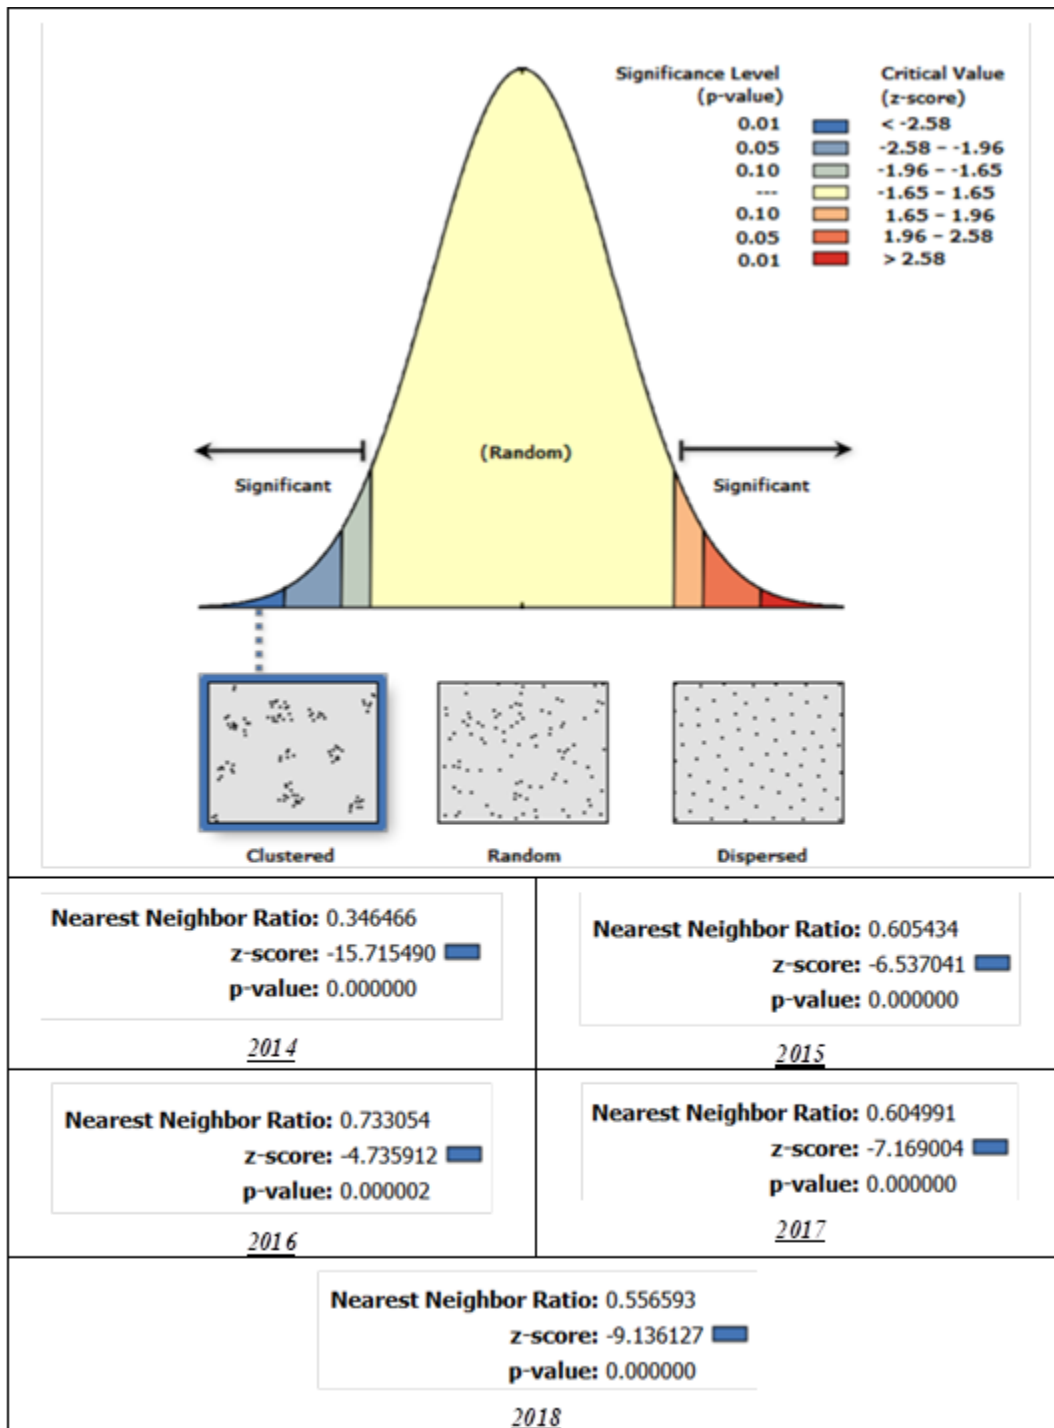 Significance Level (p-value) Critical Value (z-score)
0.01 < -2.58
0.05 -2.58 – -1.96
0.10 -1.96 – -1.65
--- -1.65 – 1.65
0.10 1.65 – 1.96
0.05 1.96 – 2.58
0.01 > 2.58
(Random)
Significant Significant
Clustered Random Dispersed
Nearest Neighbor Ratio: 0.346466
z-score: -15.715490
p-value: 0.000000
2014
Nearest Neighbor Ratio: 0.605434
z-score: -6.537041
p-value: 0.000000
2015
Nearest Neighbor Ratio: 0.733054
z-score: -4.735912
p-value: 0.000002
2016
Nearest Neighbor Ratio: 0.604991
z-score: -7.169004
p-value: 0.000000
2017
Nearest Neighbor Ratio: 0.556593
z-score: -9.136127
p-value: 0.000000
2018